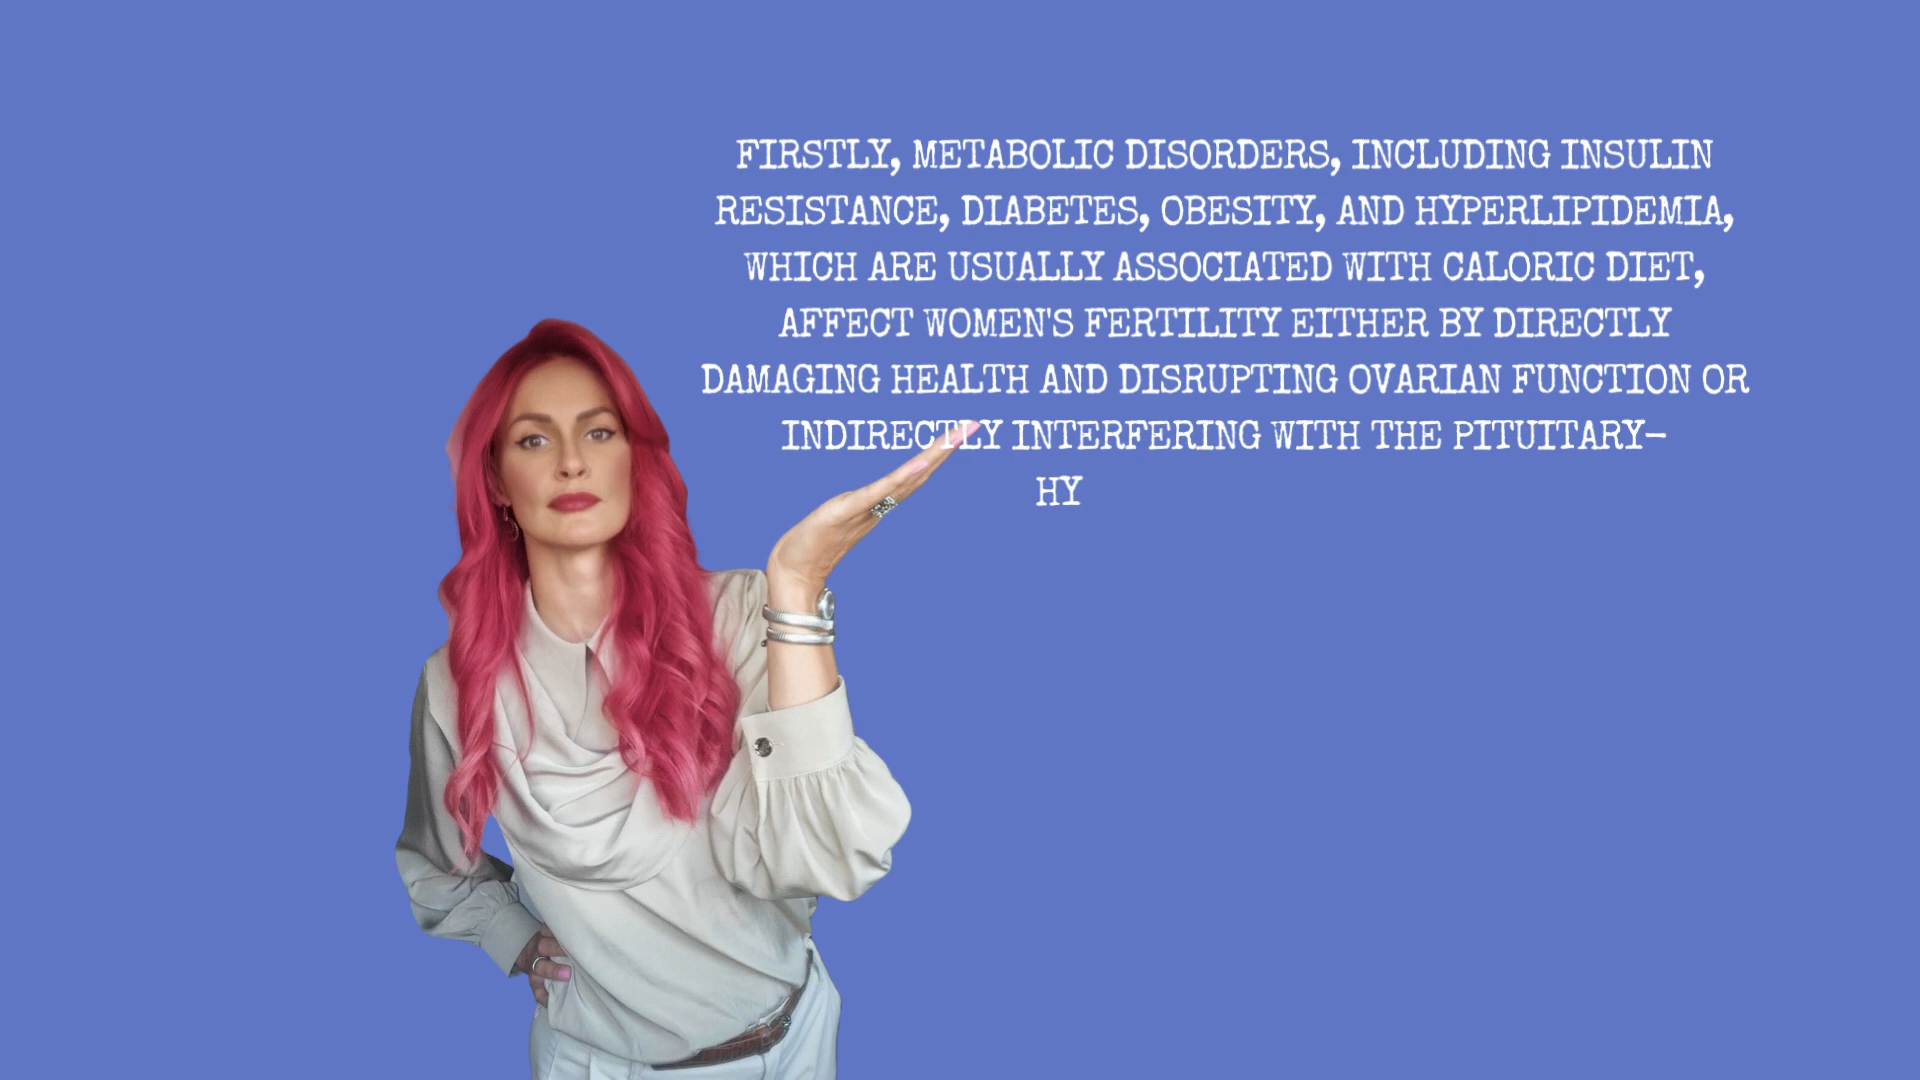 FIRSTLY, METABOLIC DISORDERS, INCLUDING INSULIN
RESISTANCE, DIABETES, OBESITY, AND HYPERLIPIDEMIA,
WHICH ARE USUALLY ASSOCIATED WITH CALORIC DIET,
AFFECT WOMEN'S FERTILITY EITHER BY DIRECTLY
DAMAGING HEALTH AND DISRUPTING OVARIAN FUNCTION OR
INDIRECTLY INTERFERING WITH THE PITUITARY-
HY